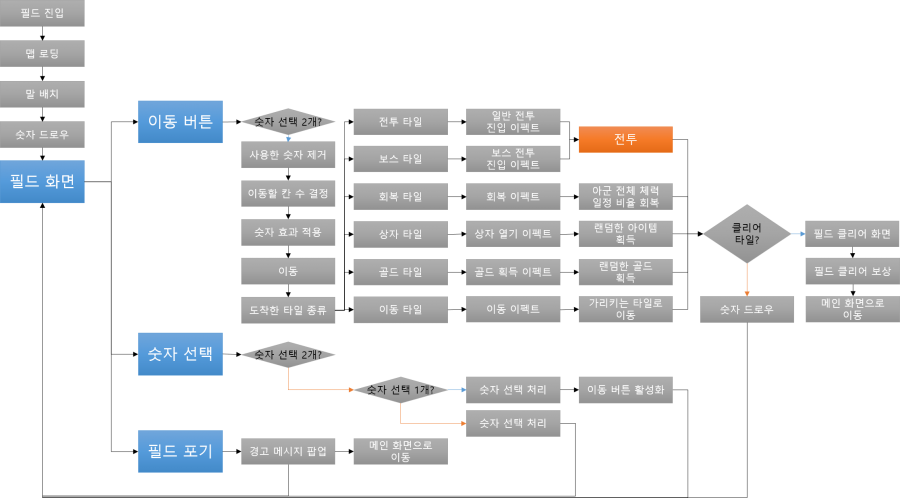 필드 진입
맵 로딩
말 배치
숫자 드로우
필드 화면
이동 버튼
숫자 선택 2개?
사용한 숫자 제거
이동할 칸 수 결정
숫자 효과 적용
이동
도착한 타일 종류
전투 타일
일반 전투
진입 이펙트
보스 타일
보스 전투
진입 이펙트
전투
회복 타일
회복 이펙트
아군 전체 체력
일정 비율 회복
상자 타일
상자 열기 이펙트
랜덤한 아이템
획득
골드 타일
골드 획득 이펙트
랜덤한 골드
획득
이동 타일
이동 이펙트
가리키는 타일로
이동
클리어
타일?
필드 클리어 화면
필드 클리어 보상
메인 화면으로
이동
숫자 드로우
숫자 선택
숫자 선택 2개?
숫자 선택 1개?
숫자 선택 처리
이동 버튼 활성화
숫자 선택 처리
필드 포기
경고 메시지 팝업
메인 화면으로
이동